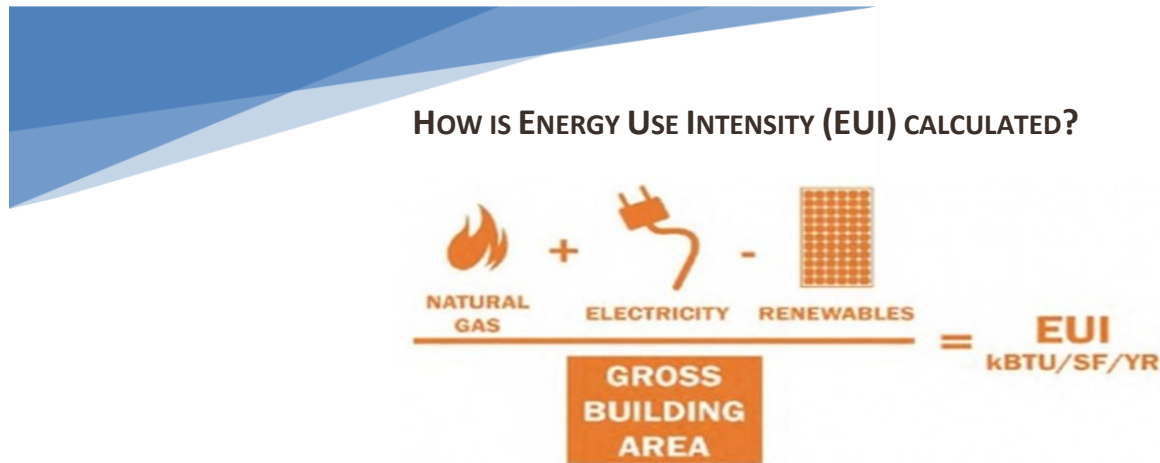 HOW IS ENERGY USE INTENSITY (EUI) CALCULATED?
+ -
NATURAL
GAS
ELECTRICITY
RENEWABLES
= EUI
kBTU/SF/YR
GROSS
BUILDING
AREA